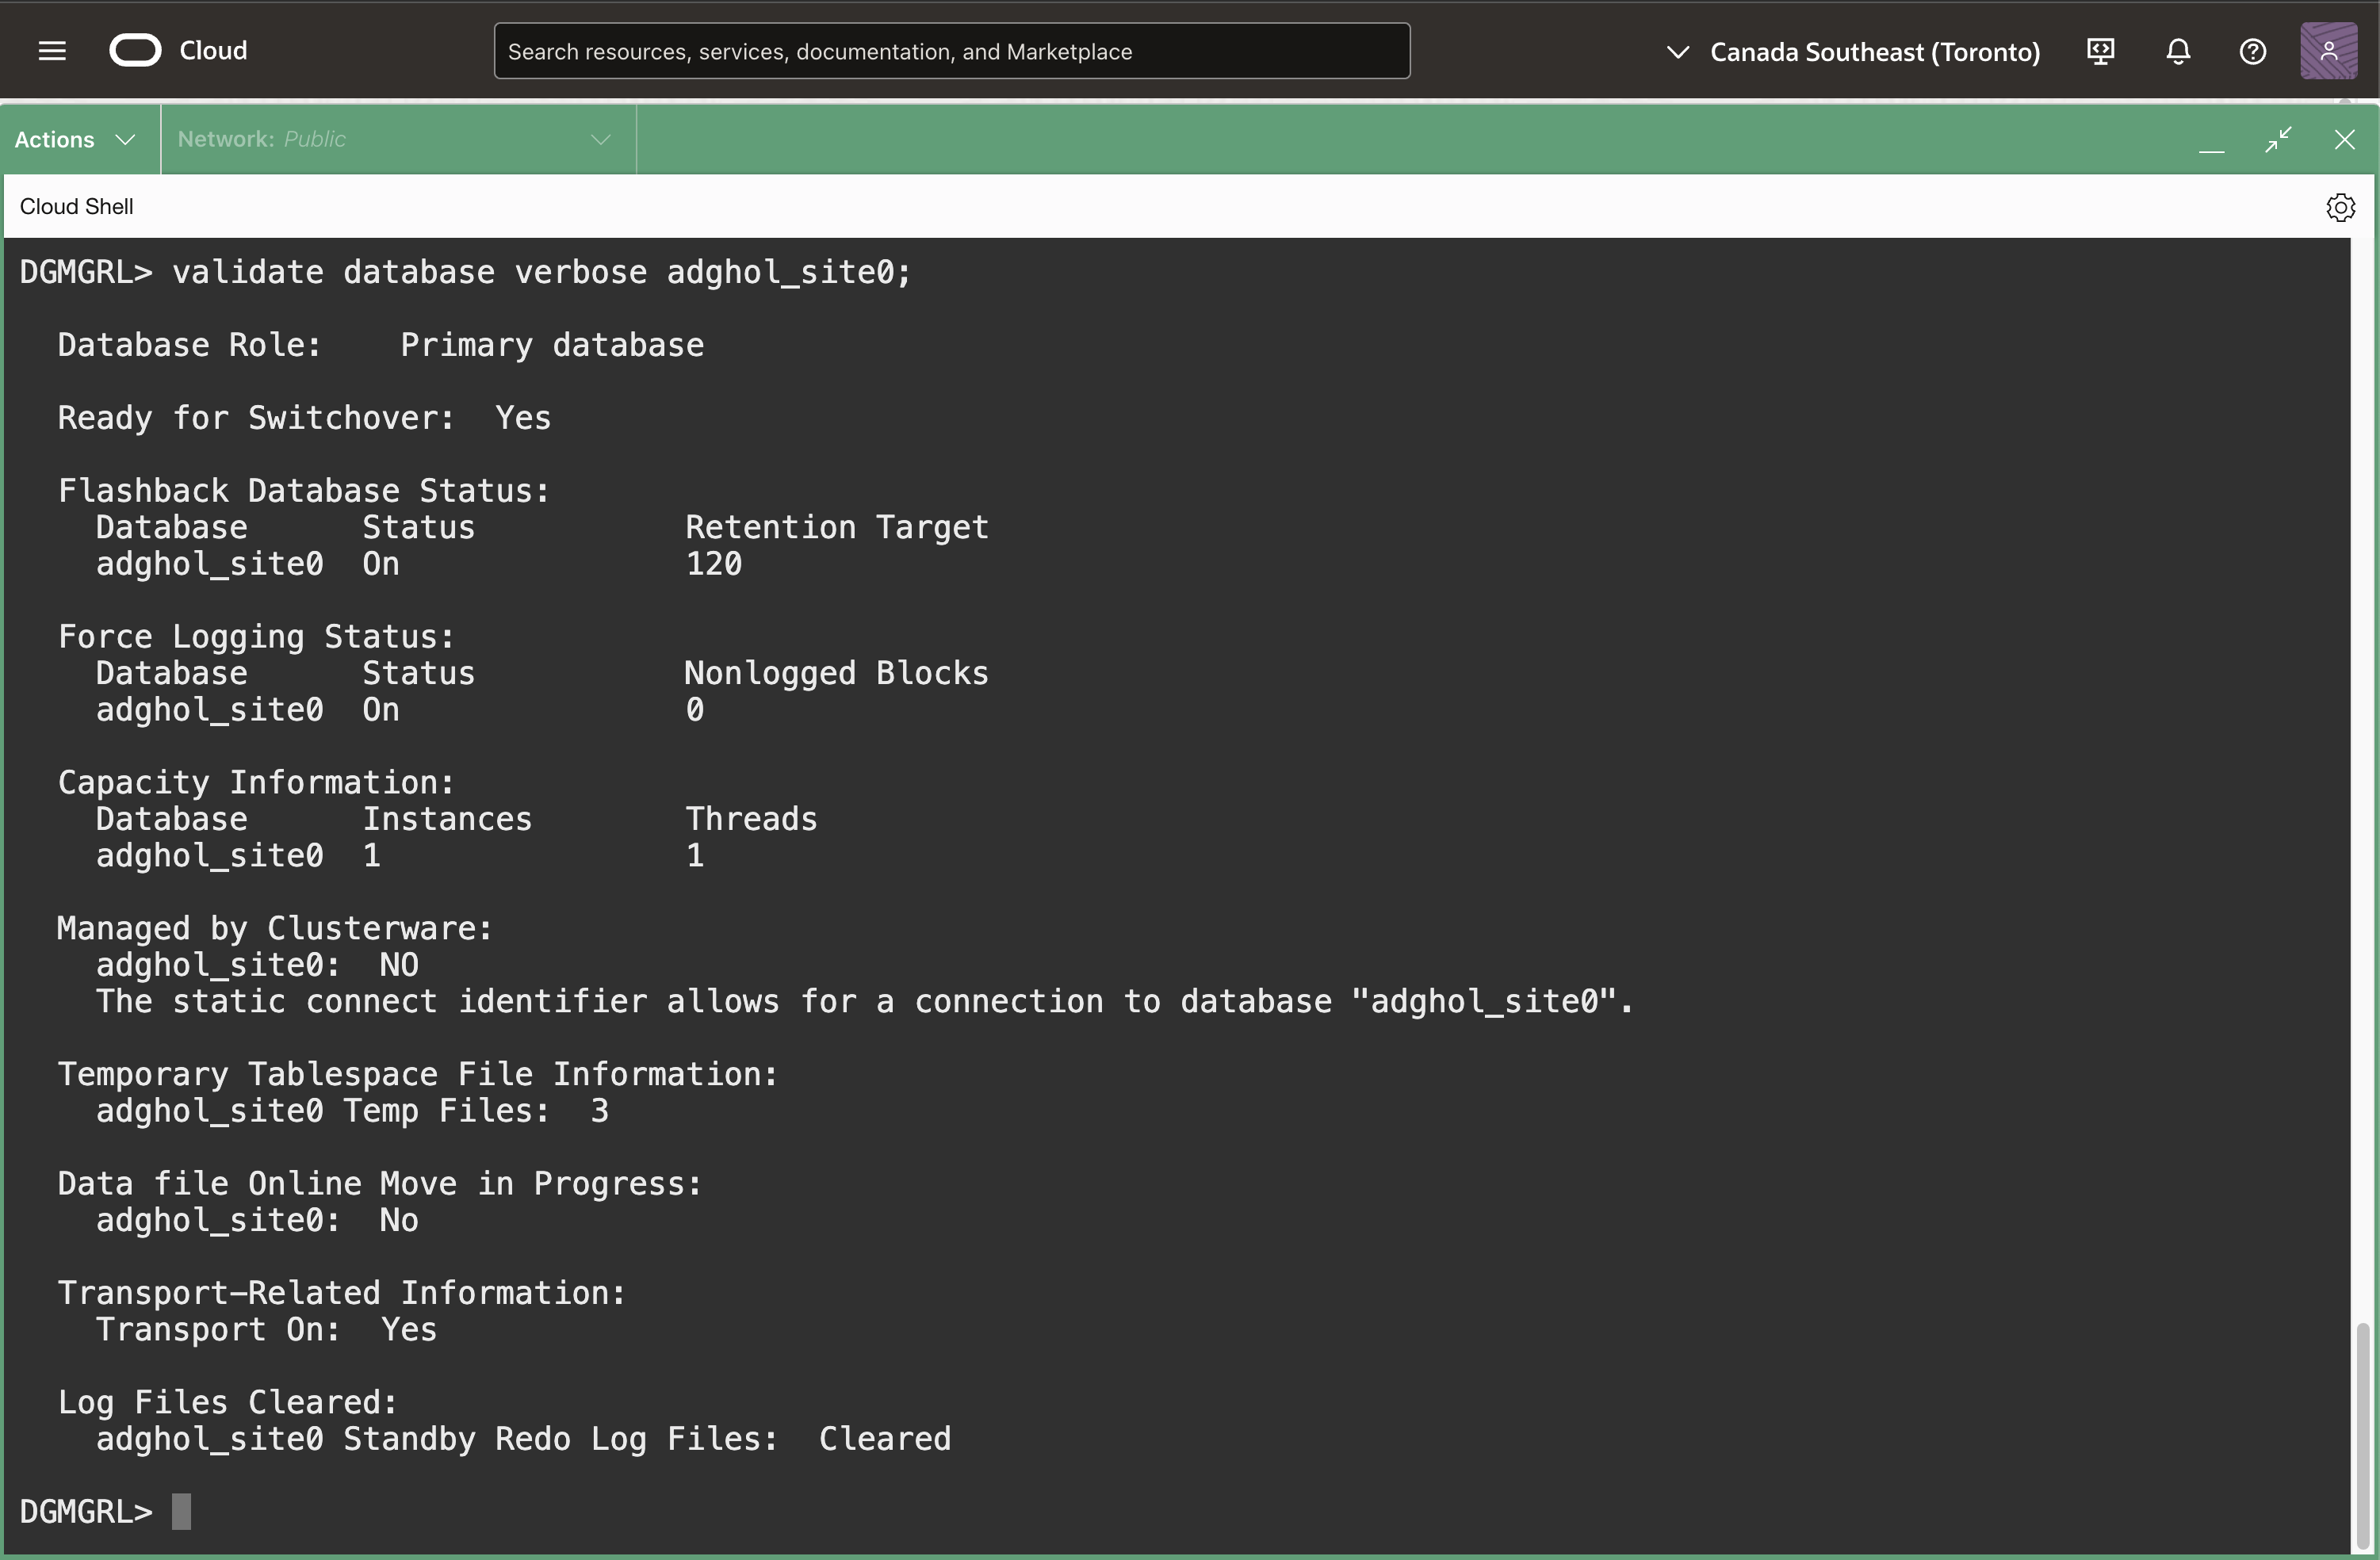 Cloud
Search resources, services, documentation, and Marketplace
Canada Southeast (Toronto)
Actions
Network: Public
Cloud Shell
DGMGRL> validate database verbose adghol_site0;
  Database Role:    Primary database
  Ready for Switchover:  Yes
  Flashback Database Status:
    Database      Status           Retention Target
    adghol_site0  On               120
  Force Logging Status:
    Database      Status           Nonlogged Blocks
    adghol_site0  On               0
  Capacity Information:
    Database      Instances        Threads
    adghol_site0  1                1
  Managed by Clusterware:
    adghol_site0:  NO
    The static connect identifier allows for a connection to database "adghol_site0".
  Temporary Tablespace File Information:
    adghol_site0 Temp Files:  3
  Data file Online Move in Progress:
    adghol_site0:  No
  Transport-Related Information:
    Transport On:  Yes
  Log Files Cleared:
    adghol_site0 Standby Redo Log Files:  Cleared
DGMGRL>